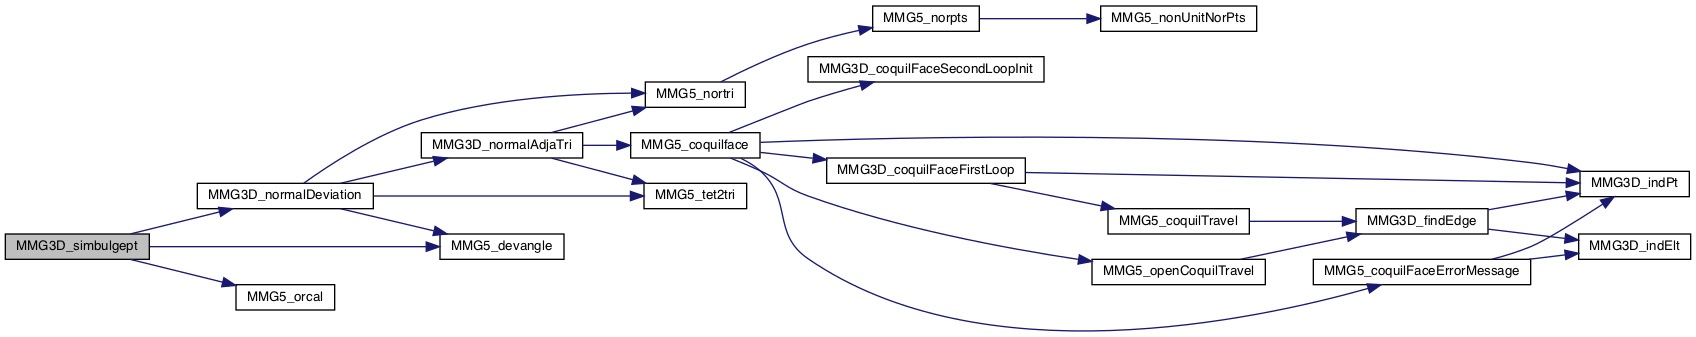 MMG5_norpts
MMG5_nonUnitNorPts
MMG3D_coquilFaceSecondLoopInit
MMG5_nortri
MMG3D_normalAdjaTri
MMG5_coquilface
MMG3D_coquilFaceFirstLoop
MMG3D_indPt
MMG3D_normalDeviation
MMG5_tet2tri
MMG5_coquilTravel
MMG3D_findEdge
MMG3D_simbulgept
MMG5_devangle
MMG3D_indElt
MMG5_openCoquilTravel
MMG5_coquilFaceErrorMessage
MMG5_orcal